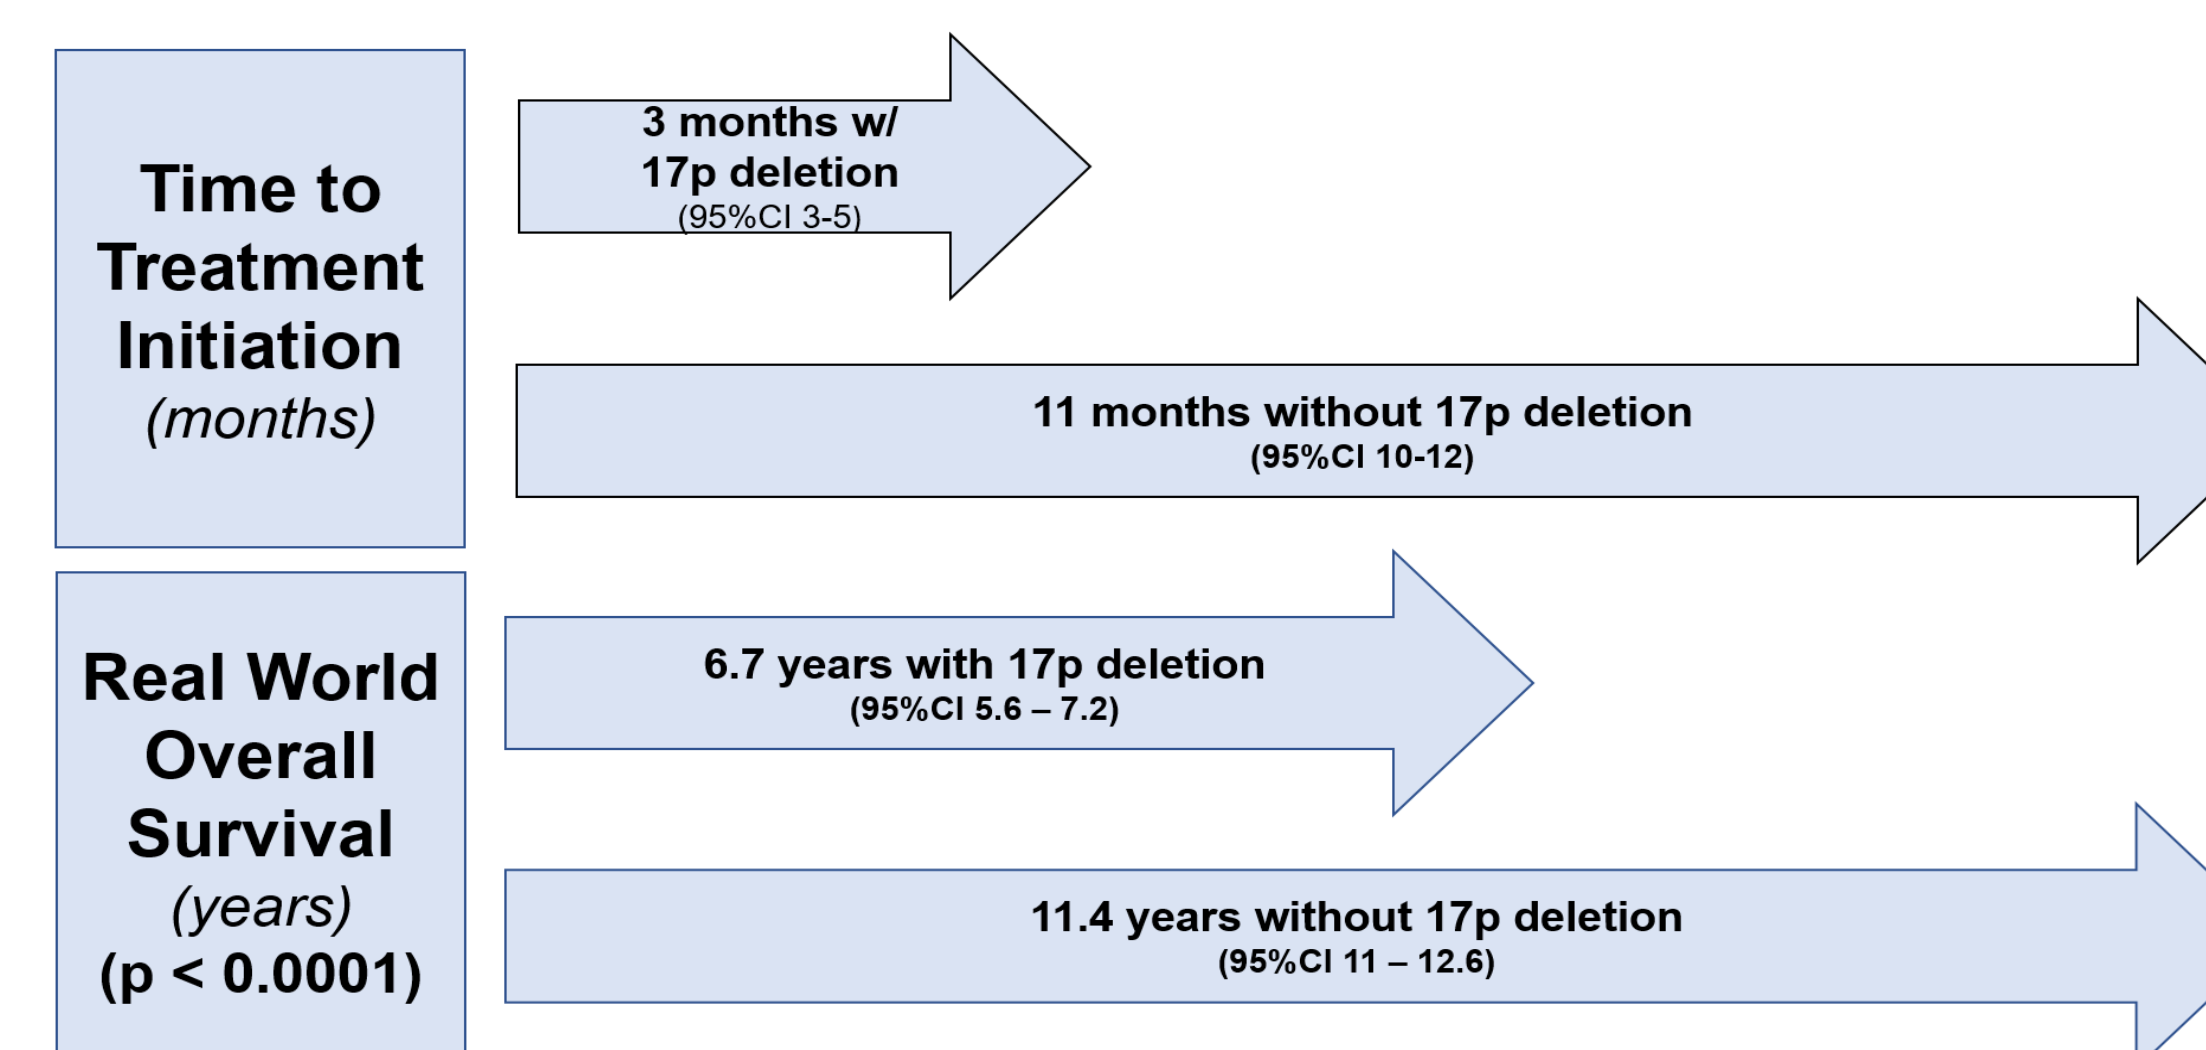 Time to
Treatment
Initiation
(months)
3 months w/
17p deletion
(95%CI 3-5)
11 months without 17p deletion
(95%CI 10-12)
Real World
Overall
Survival
(years)
(p < 0.0001)
6.7 years with 17p deletion
(95%CI 5.6 – 7.2)
11.4 years without 17p deletion
(95%CI 11 – 12.6)